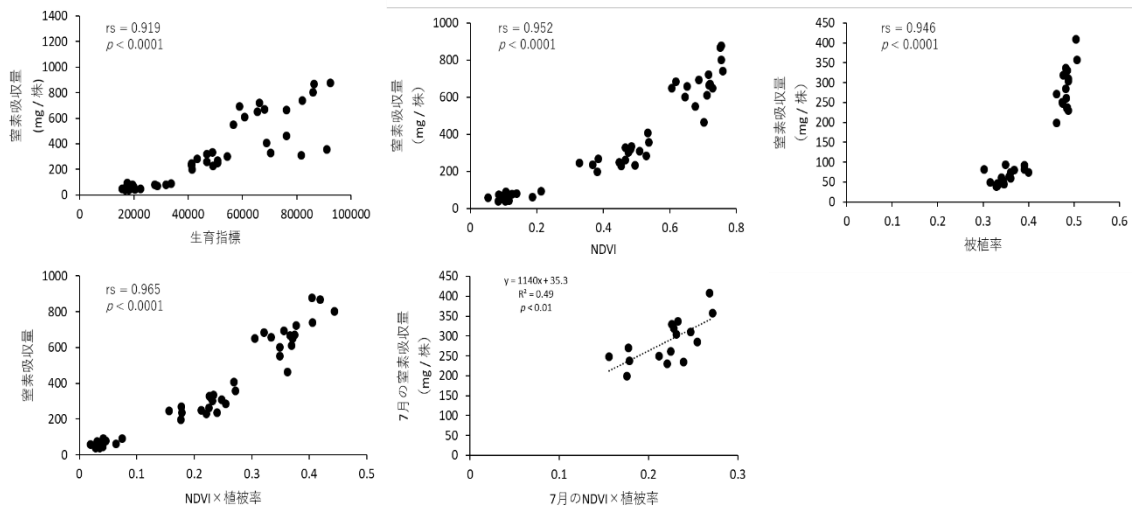 rs = 0.919
p < 0.0001
窒素吸収量
(mg / 株)
1400
1200
1000
800
600
400
200
0
0 20000 40000 60000 80000 100000
生育指標
rs = 0.952
p < 0.0001
窒素吸収量
(mg / 株)
1000
800
600
400
200
0
0 0.2 0.4 0.6 0.8
NDVI
rs = 0.946
p < 0.0001
窒素吸収量
(mg / 株)
450
400
350
300
250
200
150
100
50
0
0 0.1 0.2 0.3 0.4 0.5 0.6
被植率
rs = 0.965
p < 0.0001
窒素吸収量
1000
800
600
400
200
0
0 0.1 0.2 0.3 0.4 0.5
NDVI×植被率
y = 1140x + 35.3
R² = 0.49
p < 0.01
7月の窒素吸収量
(mg / 株)
450
400
350
300
250
200
150
100
50
0
0 0.1 0.2 0.3
7月のNDVI×植被率